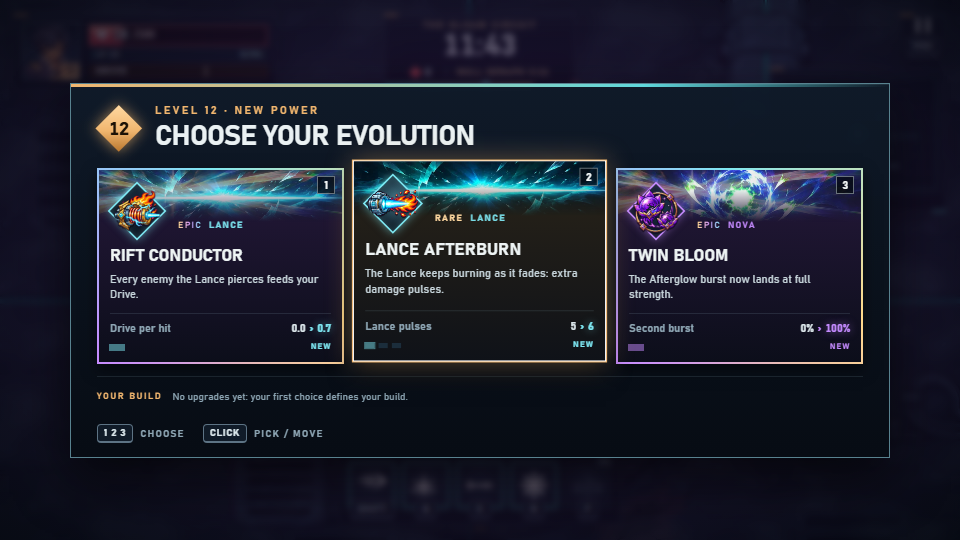 11:43
12
LEVEL 12 · NEW POWER
CHOOSE YOUR EVOLUTION
1
EPIC LANCE
RIFT CONDUCTOR
Every enemy the Lance pierces feeds your
Drive.
Drive per hit 0.0 › 0.7
NEW
2
RARE LANCE
LANCE AFTERBURN
The Lance keeps burning as it fades: extra
damage pulses.
Lance pulses 5 › 6
NEW
3
EPIC NOVA
TWIN BLOOM
The Afterglow burst now lands at full
strength.
Second burst 0% › 100%
NEW
YOUR BUILD No upgrades yet: your first choice defines your build.
1 2 3 CHOOSE CLICK PICK / MOVE